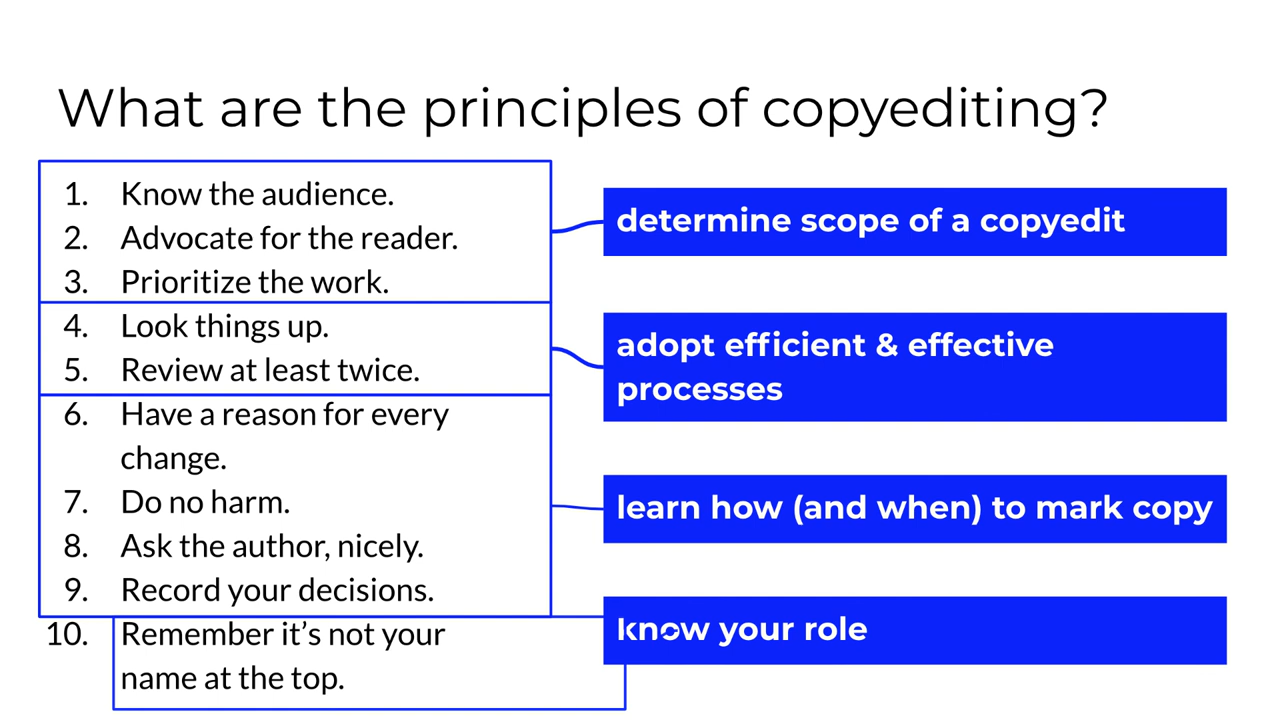 What are the principles of copyediting?
1. Know the audience.
2. Advocate for the reader.
3. Prioritize the work.
4. Look things up.
5. Review at least twice.
6. Have a reason for every
change.
7. Do no harm.
8. Ask the author, nicely.
9. Record your decisions.
10. Remember it’s not your
name at the top.
determine scope of a copyedit
adopt efficient & effective
processes
learn how (and when) to mark copy
know your role